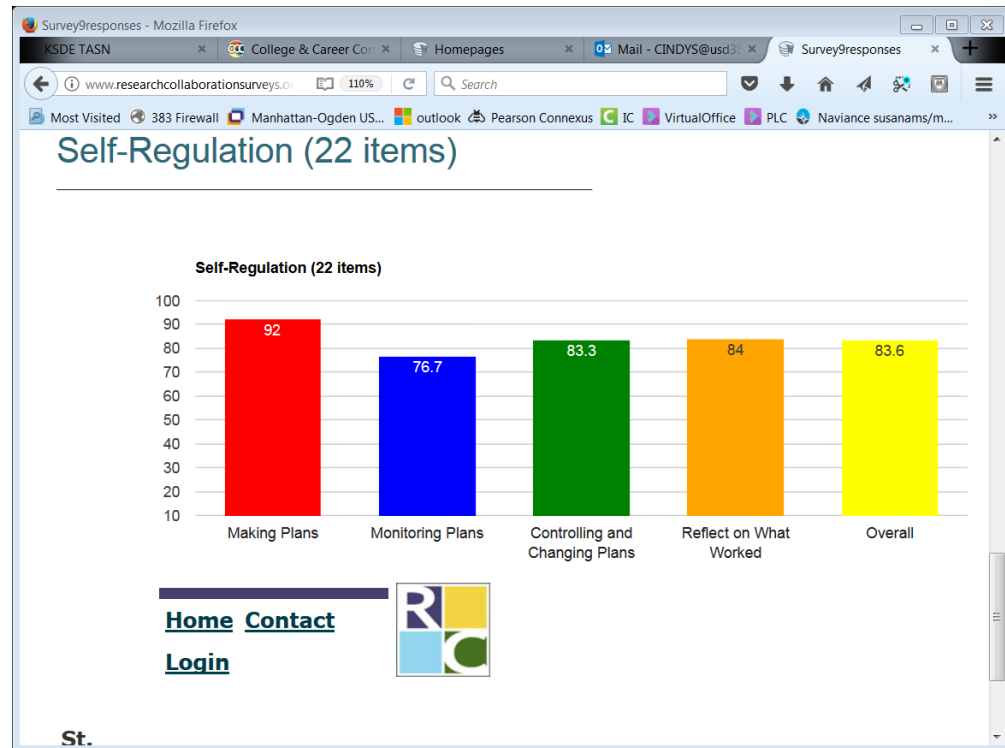 Survey9responses - Mozilla Firefox
KSDE TASN
College & Career Con
Homepages
Mail - CINDYS@usd38
Survey9responses
www.researchcollaborationsurveys.o
110%
Search
Most Visited 383 Firewall Manhattan-Ogden US... outlook Pearson Connexus IC VirtualOffice PLC Naviance susanams/m...
Self-Regulation (22 items)
Self-Regulation (22 items)
100
90
80
70
60
50
40
30
20
10
92
76.7
83.3
84
83.6
Making Plans
Monitoring Plans
Controlling and
Changing Plans
Reflect on What
Worked
Overall
Home Contact
Login
R
C
St.